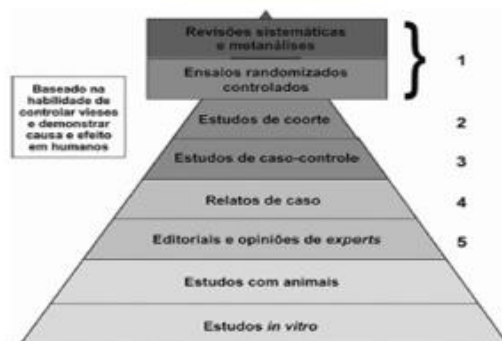 Revisões sistemáticas
e metanálises
1
Ensaios randomizados
controlados
Baseado na
habilidade de
controlar vieses
e demonstrar
causa e efeito
em humanos
Estudos de coorte
2
Estudos de caso-controle
3
Relatos de caso
4
Editoriais e opiniões de experts
5
Estudos com animais
Estudos in vitro